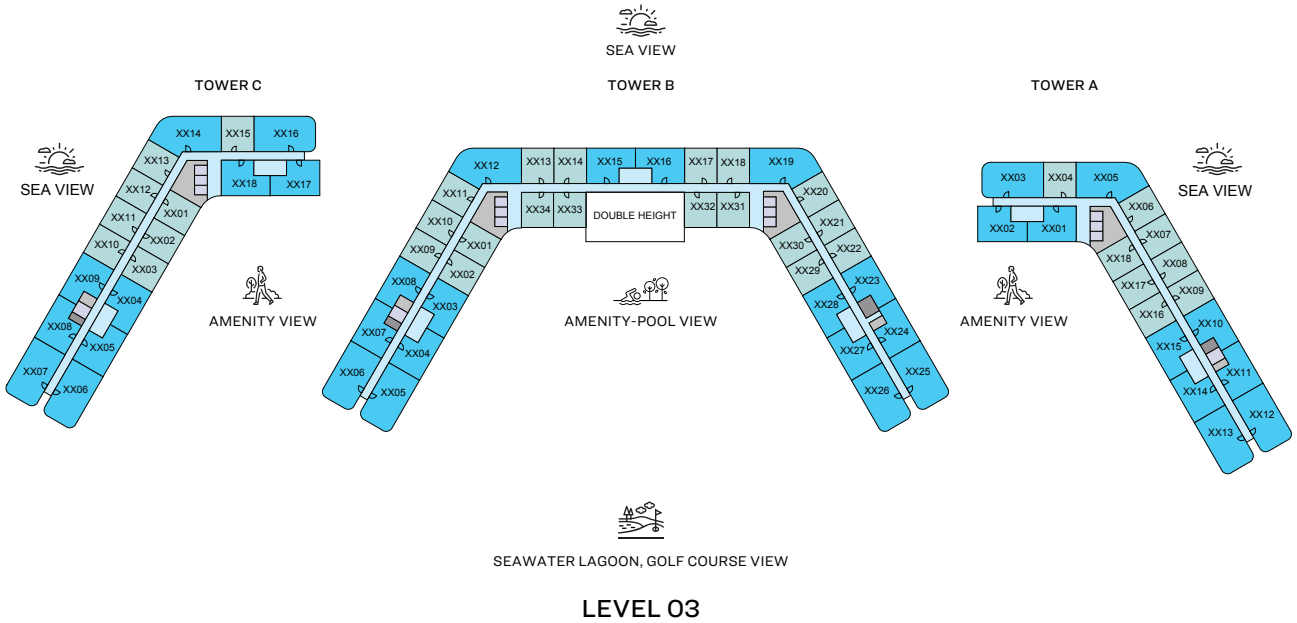 SEA VIEW
TOWER C
TOWER B
TOWER A
SEA VIEW
SEA VIEW
XX14
XX15
XX16
XX13
XX12
XX11
XX10
XX09
XX08
XX07
XX18
XX17
XX01
XX02
XX03
XX04
XX05
XX06
AMENITY VIEW
XX12
XX13
XX14
XX15
XX16
XX17
XX18
XX19
XX11
XX10
XX09
XX08
XX07
XX06
XX34
XX33
DOUBLE HEIGHT
XX32
XX31
XX01
XX02
XX03
XX04
XX05
XX20
XX21
XX22
XX23
XX24
XX25
XX30
XX29
XX28
XX27
XX26
AMENITY-POOL VIEW
XX03
XX04
XX05
XX02
XX01
XX06
XX07
XX08
XX09
XX10
XX11
XX12
XX18
XX17
XX16
XX15
XX14
XX13
AMENITY VIEW
SEAWATER LAGOON, GOLF COURSE VIEW
LEVEL 03